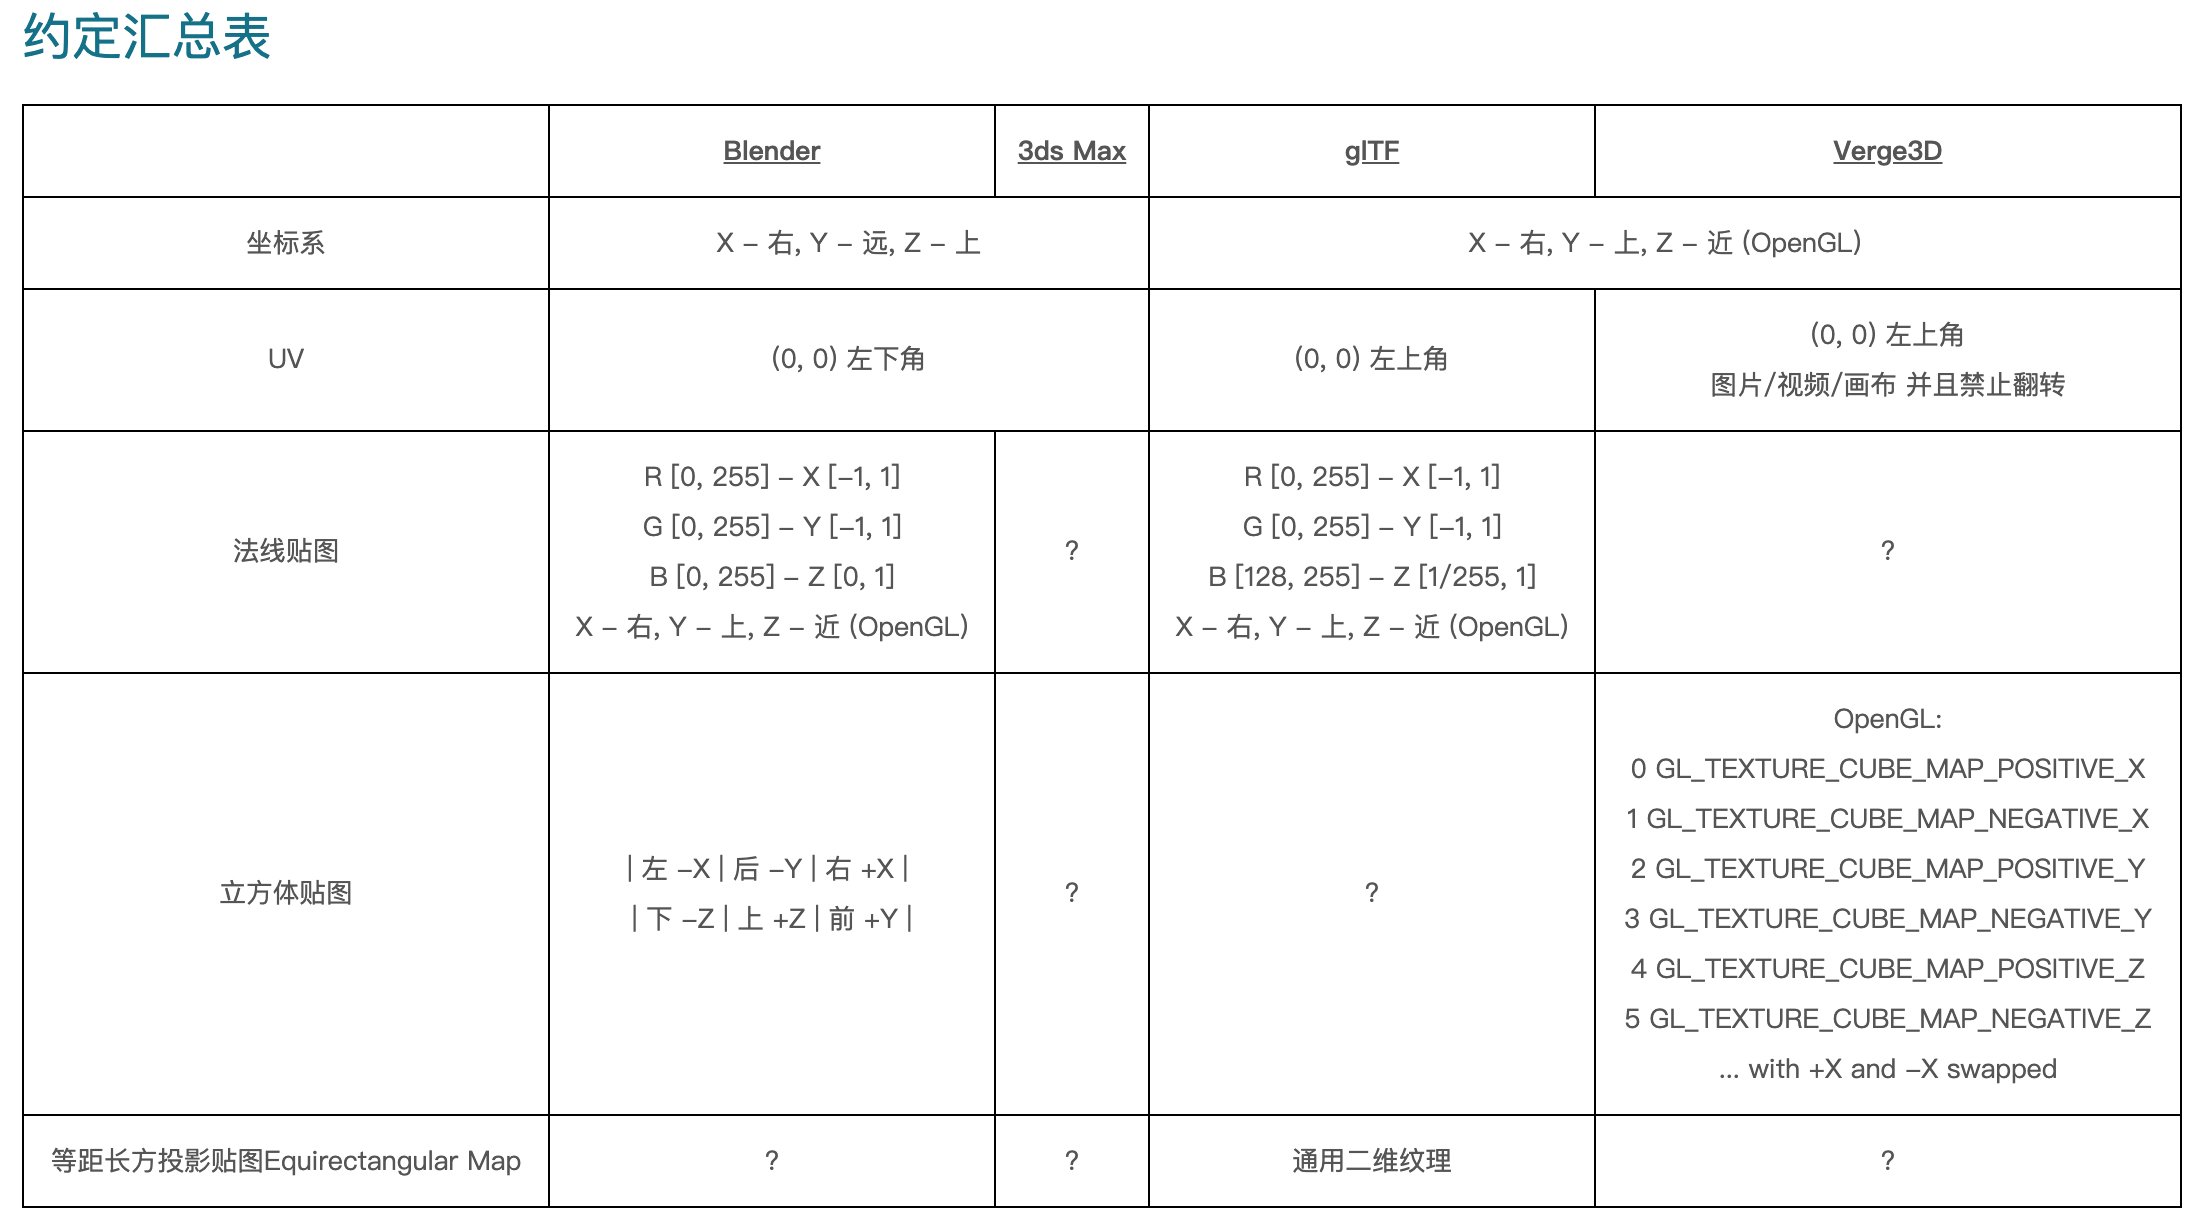 约定汇总表
Blender
3ds Max
glTF
Verge3D
坐标系
X – 右, Y – 远, Z – 上
X – 右, Y – 上, Z – 近 (OpenGL)
UV
(0, 0) 左下角
(0, 0) 左上角
(0, 0) 左上角
图片/视频/画布 并且禁止翻转
法线贴图
R [0, 255] – X [–1, 1]
G [0, 255] – Y [–1, 1]
B [0, 255] – Z [0, 1]
X – 右, Y – 上, Z – 近 (OpenGL)
?
R [0, 255] – X [–1, 1]
G [0, 255] – Y [–1, 1]
B [128, 255] – Z [1/255, 1]
X – 右, Y – 上, Z – 近 (OpenGL)
?
立方体贴图
| 左 –X | 后 –Y | 右 +X |
| 下 –Z | 上 +Z | 前 +Y |
?
?
OpenGL:
0 GL_TEXTURE_CUBE_MAP_POSITIVE_X
1 GL_TEXTURE_CUBE_MAP_NEGATIVE_X
2 GL_TEXTURE_CUBE_MAP_POSITIVE_Y
3 GL_TEXTURE_CUBE_MAP_NEGATIVE_Y
4 GL_TEXTURE_CUBE_MAP_POSITIVE_Z
5 GL_TEXTURE_CUBE_MAP_NEGATIVE_Z
... with +X and –X swapped
等距长方投影贴图Equirectangular Map
?
?
通用二维纹理
?